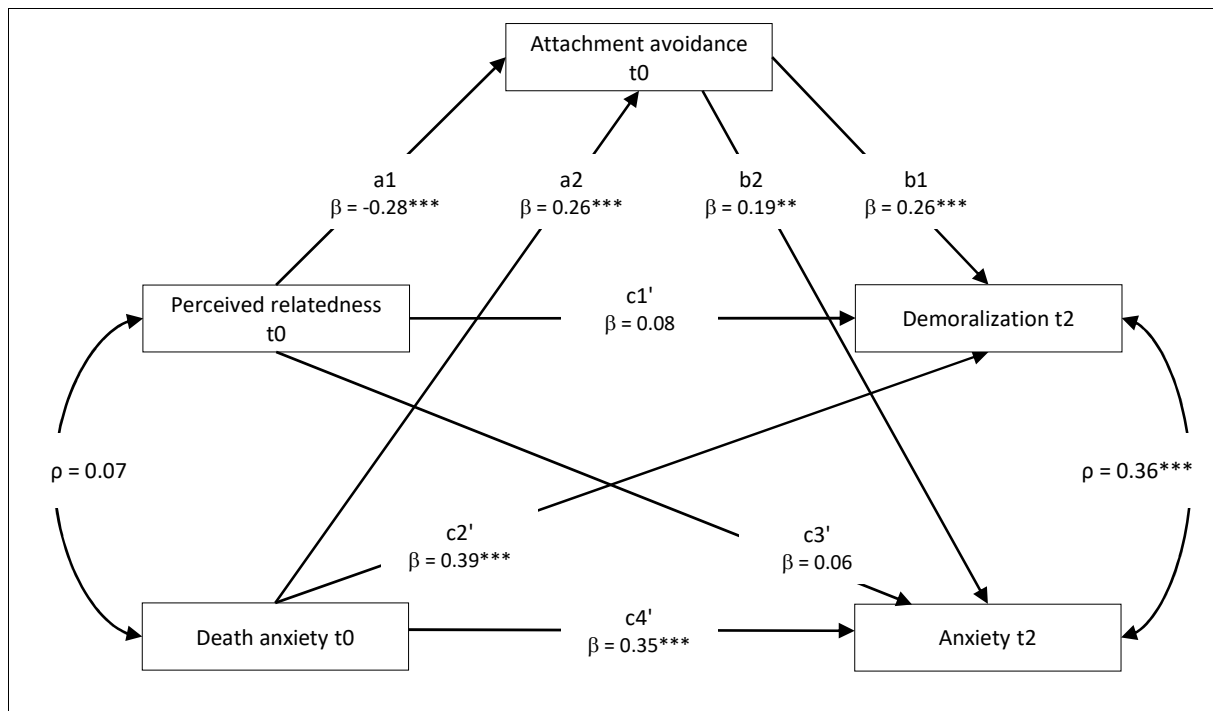 Attachment avoidance
t0
a1
β = -0.28***
a2
β = 0.26***
b2
β = 0.19**
b1
β = 0.26***
Perceived relatedness
t0
c1'
β = 0.08
Demoralization t2
ρ = 0.07
ρ = 0.36***
c2'
β = 0.39***
c3'
β = 0.06
Death anxiety t0
c4'
β = 0.35***
Anxiety t2